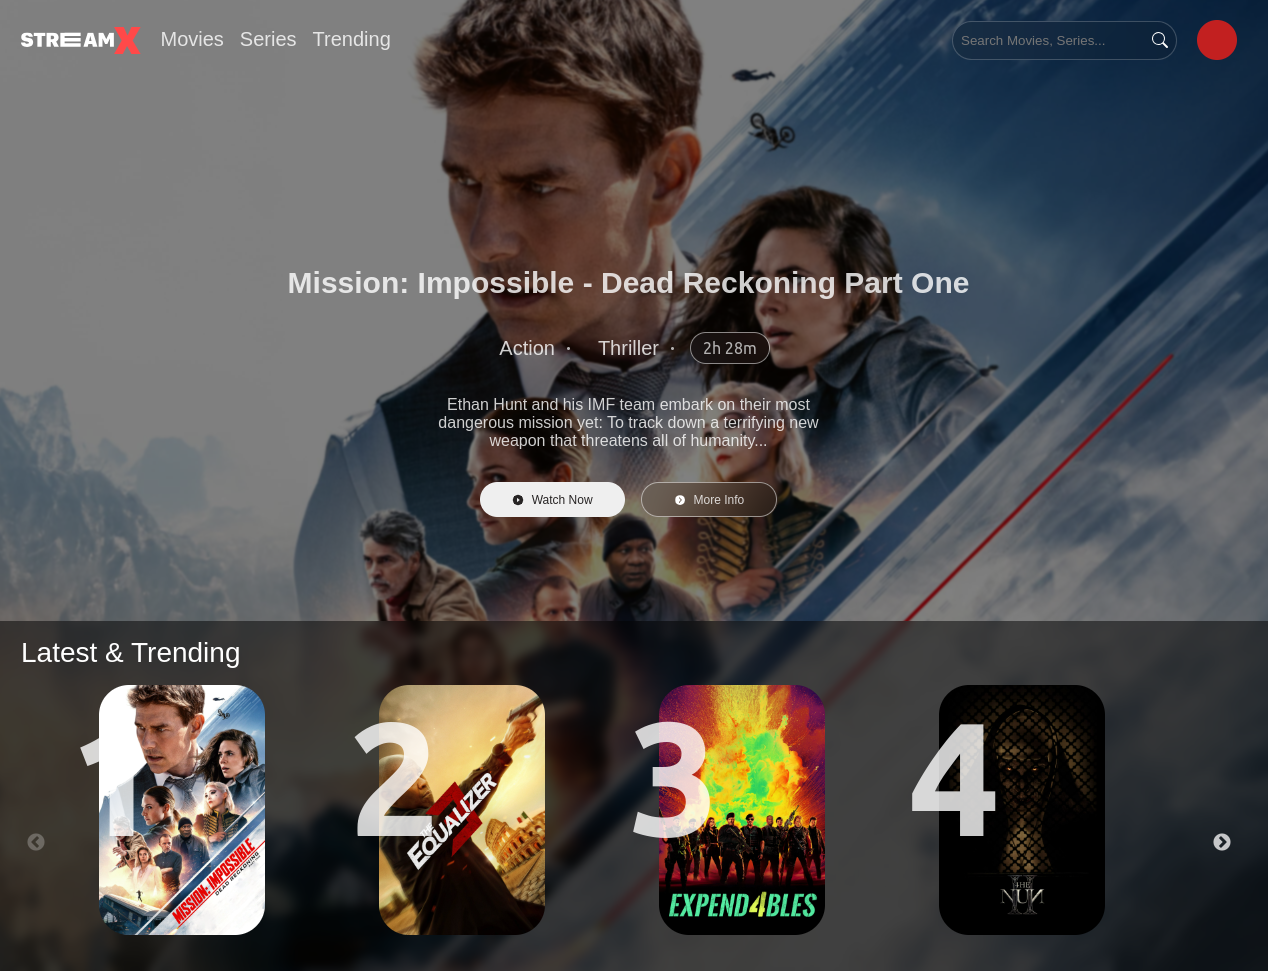 STREAMX
Movies
Series
Trending
Search Movies, Series...
Mission: Impossible - Dead Reckoning Part One
Action · Thriller · 2h 28m
Ethan Hunt and his IMF team embark on their most
dangerous mission yet: To track down a terrifying new
weapon that threatens all of humanity...
Watch Now
More Info
Latest & Trending
1
MISSION: IMPOSSIBLE
DEAD RECKONING
2
THE
EQUALIZER
3
3
EXPEND4BLES
4
THE
NUN
II